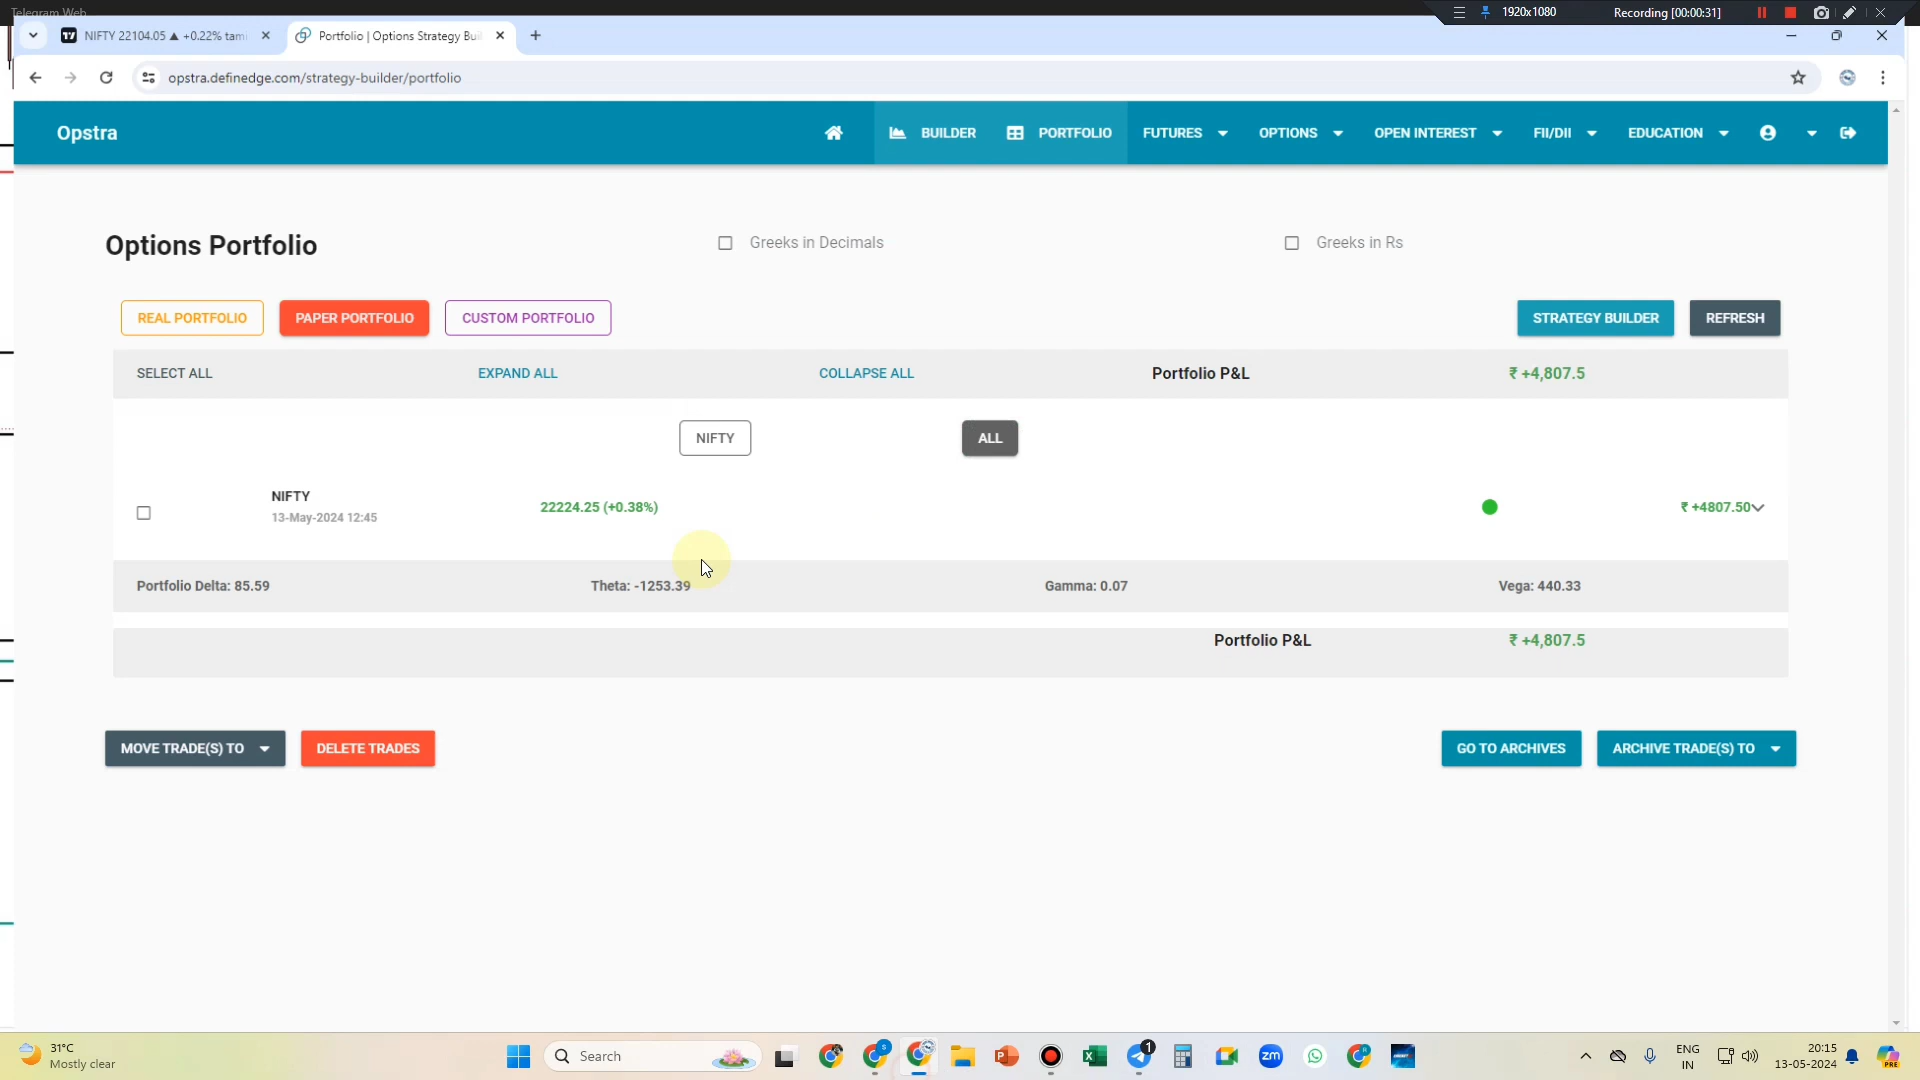 Telegram Web
1920x1080
Recording [00:00:31]
NIFTY 22104.05 ▲ +0.22% tam
Portfolio | Options Strategy Bui
opstra.definedge.com/strategy-builder/portfolio
Opstra
BUILDER
PORTFOLIO
FUTURES
OPTIONS
OPEN INTEREST
FII/DII
EDUCATION
Options Portfolio
Greeks in Decimals
Greeks in Rs
REAL PORTFOLIO
PAPER PORTFOLIO
CUSTOM PORTFOLIO
STRATEGY BUILDER
REFRESH
SELECT ALL
EXPAND ALL
COLLAPSE ALL
Portfolio P&L
₹ +4,807.5
NIFTY
ALL
NIFTY
13-May-2024 12:45
22224.25 (+0.38%)
₹ +4807.50
Portfolio Delta: 85.59
Theta: -1253.39
Gamma: 0.07
Vega: 440.33
Portfolio P&L
₹ +4,807.5
MOVE TRADE(S) TO
DELETE TRADES
GO TO ARCHIVES
ARCHIVE TRADE(S) TO
31°C
Mostly clear
Search
1
zm
ENG
IN
20:15
13-05-2024
PRE